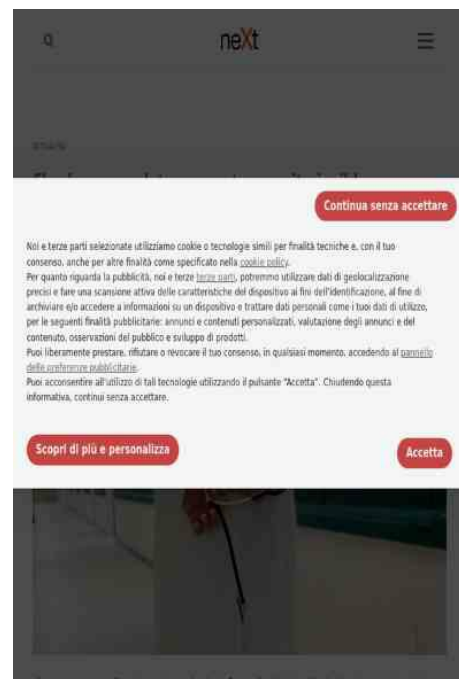 neXt
Continua senza accettare
Noi e terze parti selezionate utilizziamo cookie o tecnologie simili per finalità tecniche e, con il tuo
consenso, anche per altre finalità come specificato nella cookie policy.
Per quanto riguarda la pubblicità, noi e terze terze parti, potremmo utilizzare dati di geolocalizzazione
precisi e fare una scansione attiva delle caratteristiche del dispositivo ai fini dell'identificazione, al fine di
archiviare e/o accedere a informazioni su un dispositivo e trattare dati personali come i tuoi dati di utilizzo,
per le seguenti finalità pubblicitarie: annunci e contenuti personalizzati, valutazione degli annunci e del
contenuto, osservazioni del pubblico e sviluppo di prodotti.
Puoi liberamente prestare, rifiutare o revocare il tuo consenso, in qualsiasi momento, accedendo al pannello
delle preferenze pubblicitarie.
Puoi acconsentire all'utilizzo di tali tecnologie utilizzando il pulsante "Accetta". Chiudendo questa
informativa, continui senza accettare.
Scopri di più e personalizza
Accetta